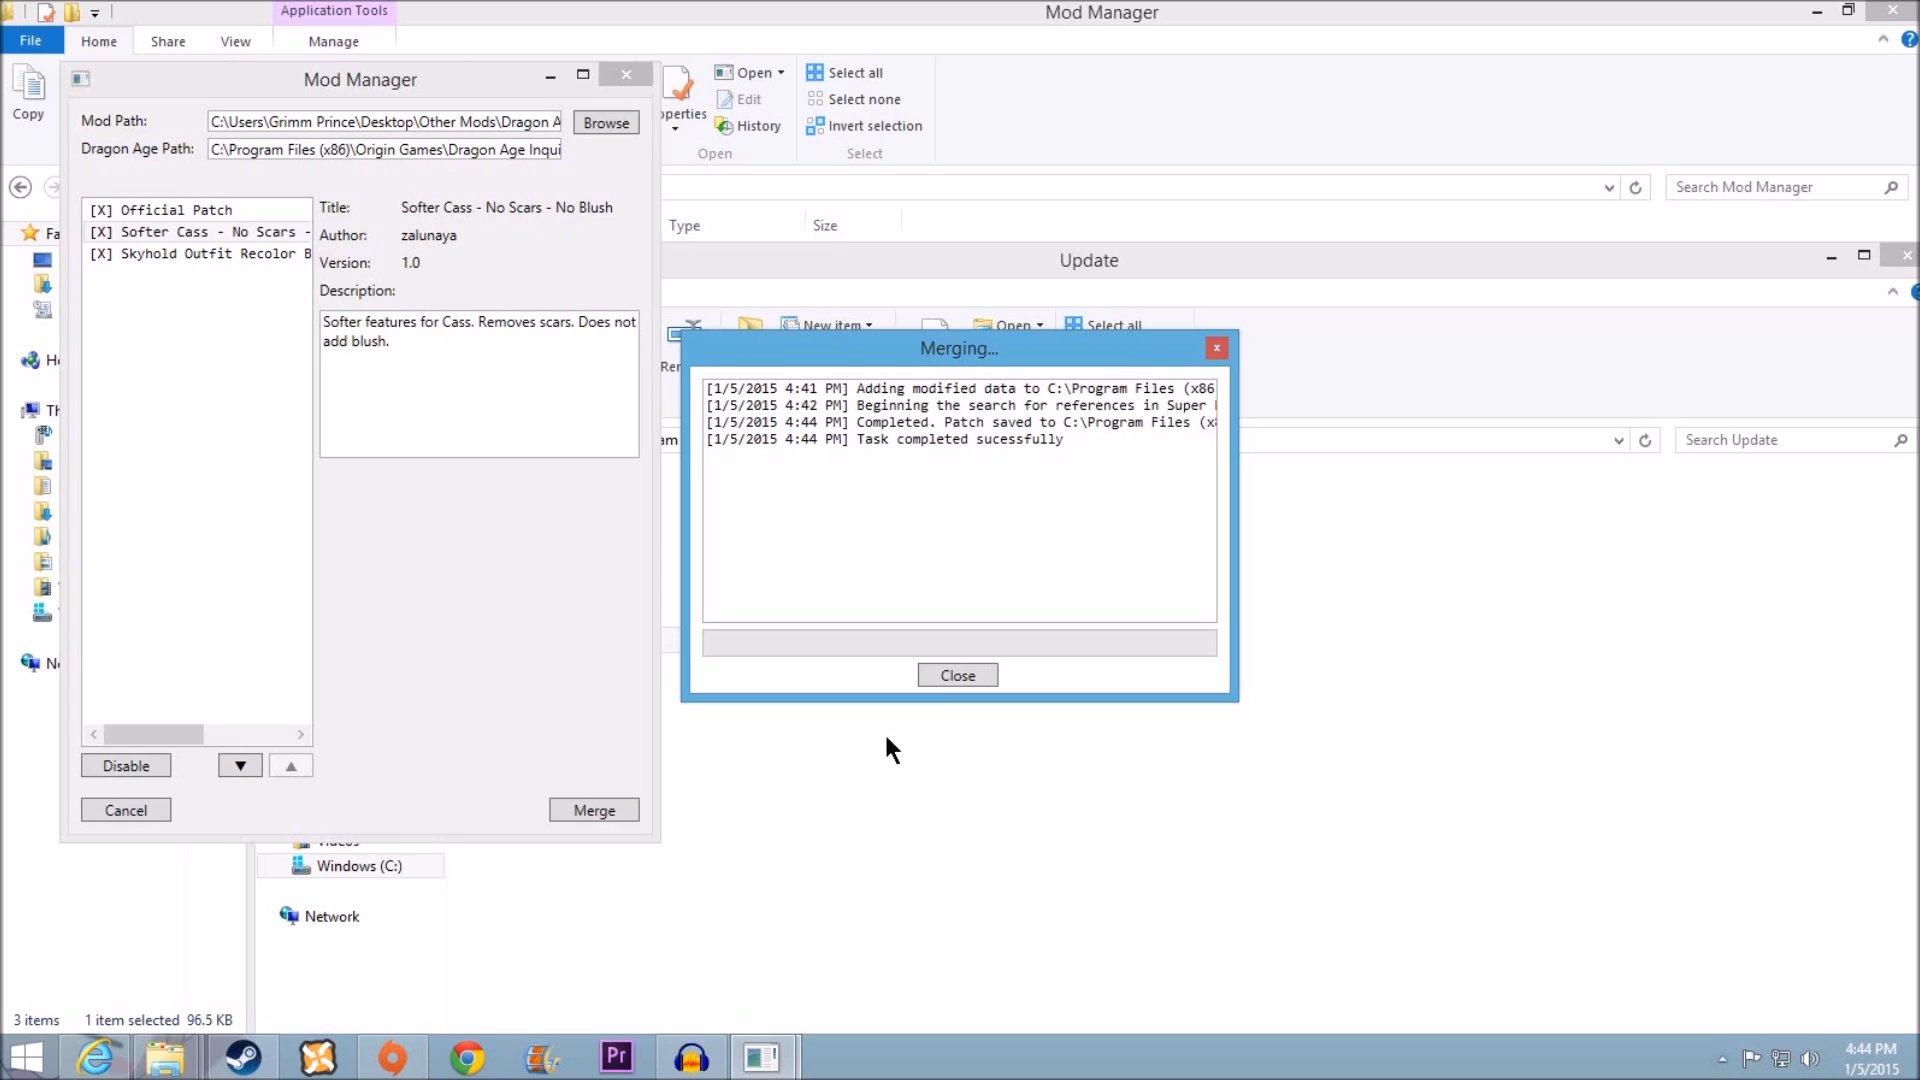 Application Tools
Mod Manager
File
Home
Share
View
Manage
Copy
Mod Manager
Mod Path:
C:\Users\Grimm Prince\Desktop\Other Mods\Dragon A
Browse
Dragon Age Path:
C:\Program Files (x86)\Origin Games\Dragon Age Inqui
[X] Official Patch
[X] Softer Cass - No Scars -
[X] Skyhold Outfit Recolor B
Title:
Softer Cass - No Scars - No Blush
Author:
zalunaya
Version:
1.0
Description:
Softer features for Cass. Removes scars. Does not
add blush.
Disable
▼
▲
Cancel
Merge
operties
Open
Edit
History
Open
Select all
Select none
Invert selection
Select
Search Mod Manager
Type
Size
Update
New item
Open
Select all
Merging...
x
[1/5/2015 4:41 PM] Adding modified data to C:\Program Files (x86
[1/5/2015 4:42 PM] Beginning the search for references in Super
[1/5/2015 4:44 PM] Completed. Patch saved to C:\Program Files (x
[1/5/2015 4:44 PM] Task completed sucessfully
Close
am
Search Update
Fa
Th
Windows (C:)
Network
3 items
1 item selected 96.5 KB
Pr
4:44 PM
1/5/2015